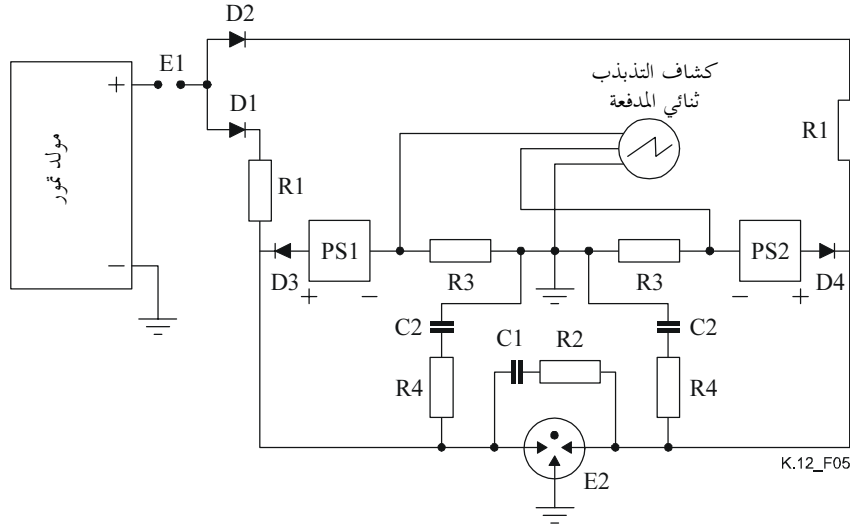 D2
E1
+
D1
كشاف التذبذب
ثنائي المدفعة
R1
مولد تمور
R1
PS1
R3
R3
PS2
−
D3
+
−
−
+
D4
C2
C1
R2
C2
R4
R4
E2
K.12_F05